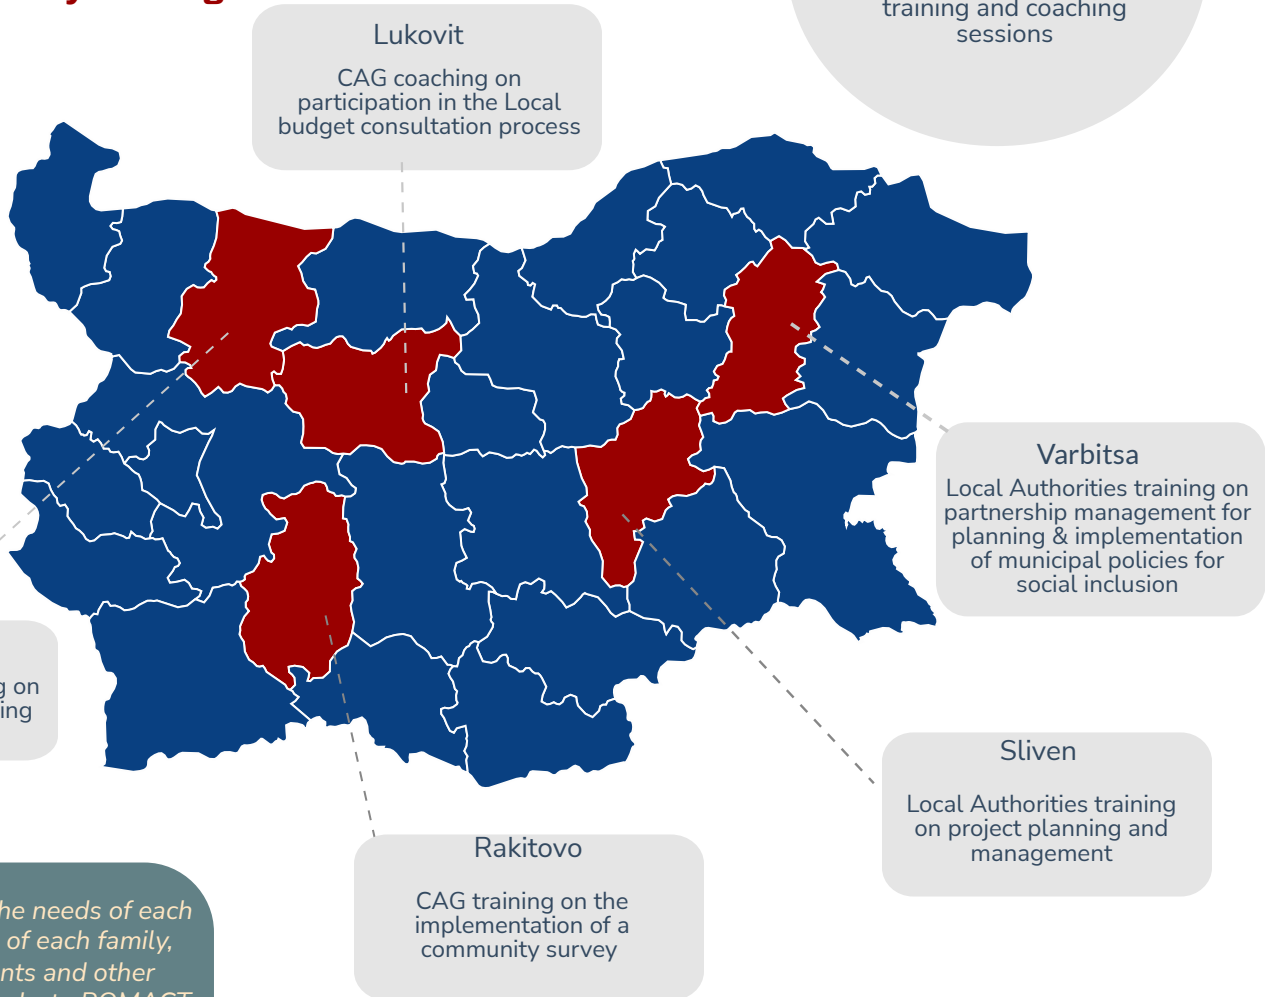 training and coaching
sessions
Lukovit
CAG coaching on
participation in the Local
budget consultation process
Varbitsa
Local Authorities training on
partnership management for
planning & implementation
of municipal policies for
social inclusion
on
Sliven
Local Authorities training
on project planning and
management
Rakitovo
CAG training on the
implementation of a
community survey
needs of each
of each family,
and other
ROMACT